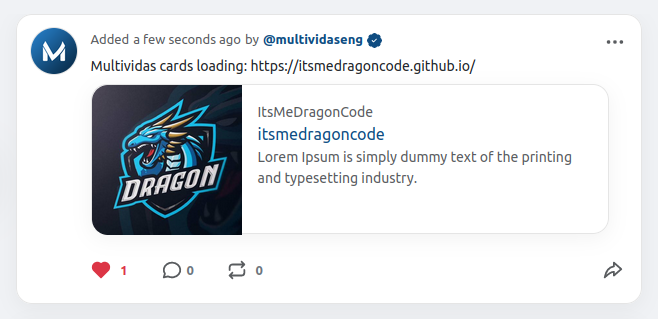 Added a few seconds ago by @multividaseng
Multividas cards loading: https://itsmedragoncode.github.io/
DRAGON
ItsMeDragonCode
itsmedragoncode
Lorem Ipsum is simply dummy text of the printing
and typesetting industry.
1
0
0